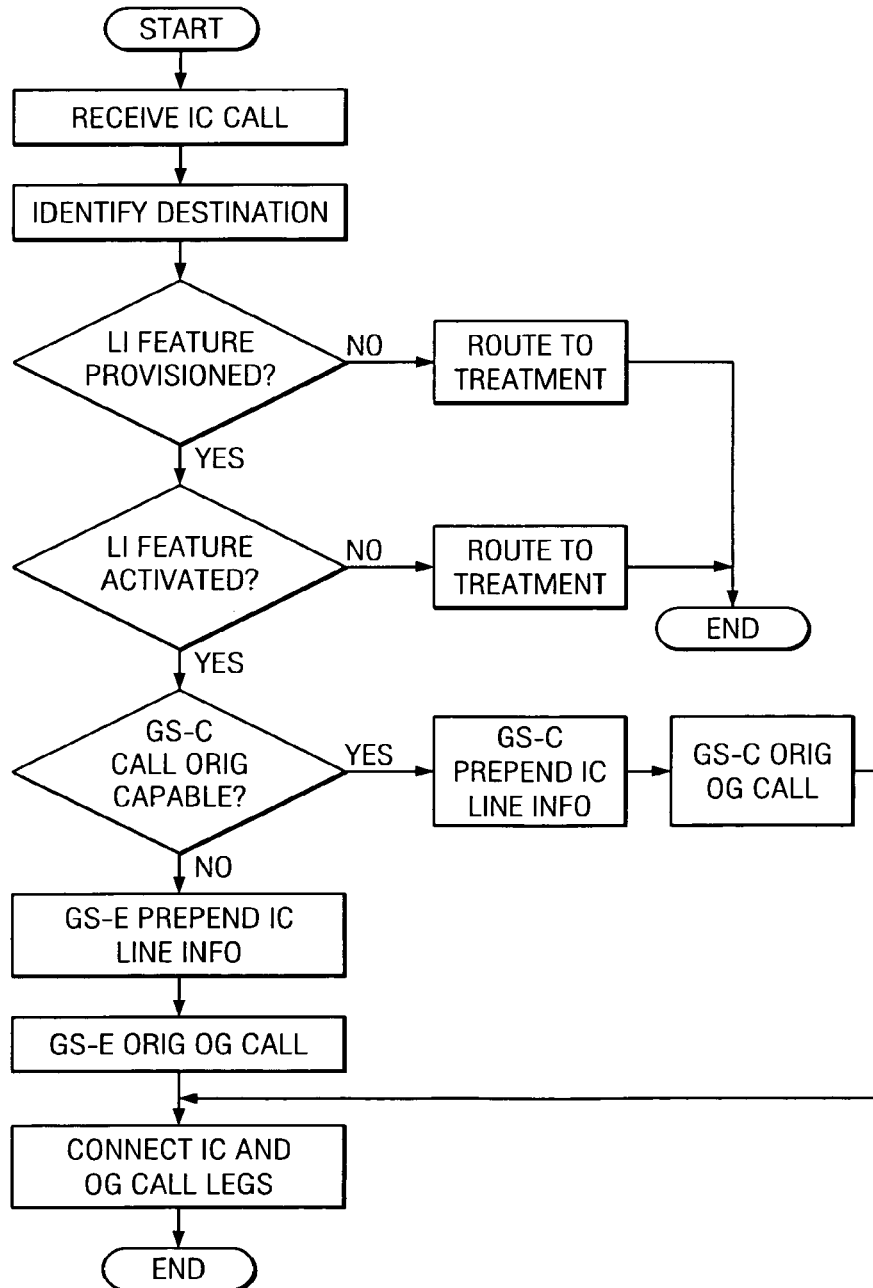 START
RECEIVE IC CALL
IDENTIFY DESTINATION
LI FEATURE
PROVISIONED?
NO
ROUTE TO
TREATMENT
YES
LI FEATURE
ACTIVATED?
NO
ROUTE TO
TREATMENT
END
YES
GS-C
CALL ORIG
CAPABLE?
YES
GS-C
PREPEND IC
LINE INFO
GS-C ORIG
OG CALL
NO
GS-E PREPEND IC
LINE INFO
GS-E ORIG OG CALL
CONNECT IC AND
OG CALL LEGS
END